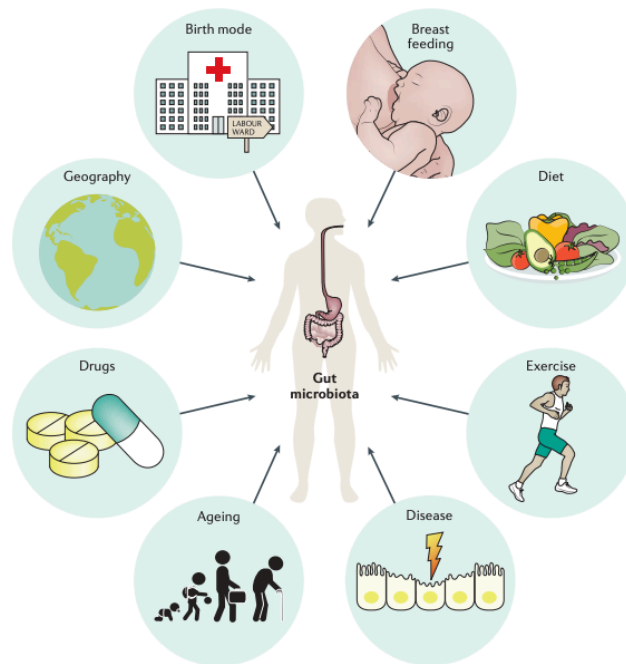 Birth mode
LABOUR
WARD
Breast
feeding
Geography
Diet
Gut
microbiota
Drugs
Exercise
Ageing
Disease